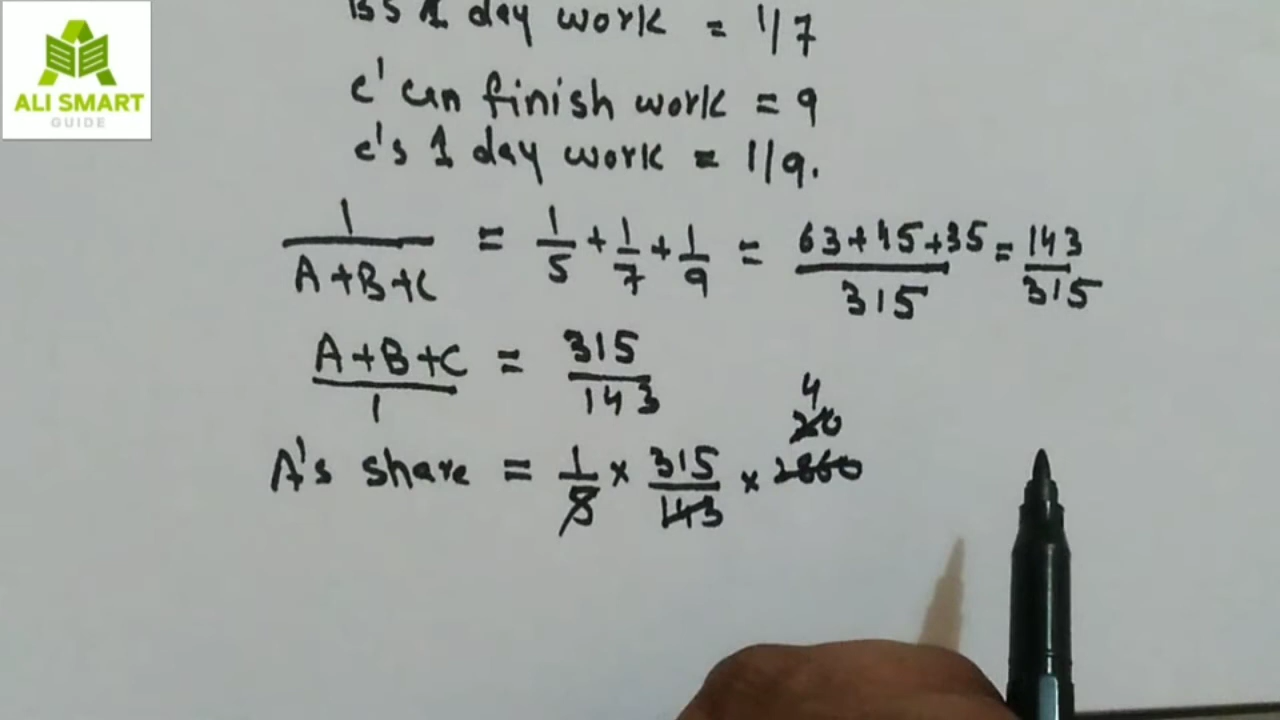 ALI SMART
GUIDE
B's 1 day work = 1/7
c' can finish work = 9
c's 1 day work = 1/9.
1/A+B+C = 1/5 + 1/7 + 1/9 = 63+45+35/315 = 143/315
A+B+C/1 = 315/143
4
20
A's share = 1/5 × 315/143 × 2860